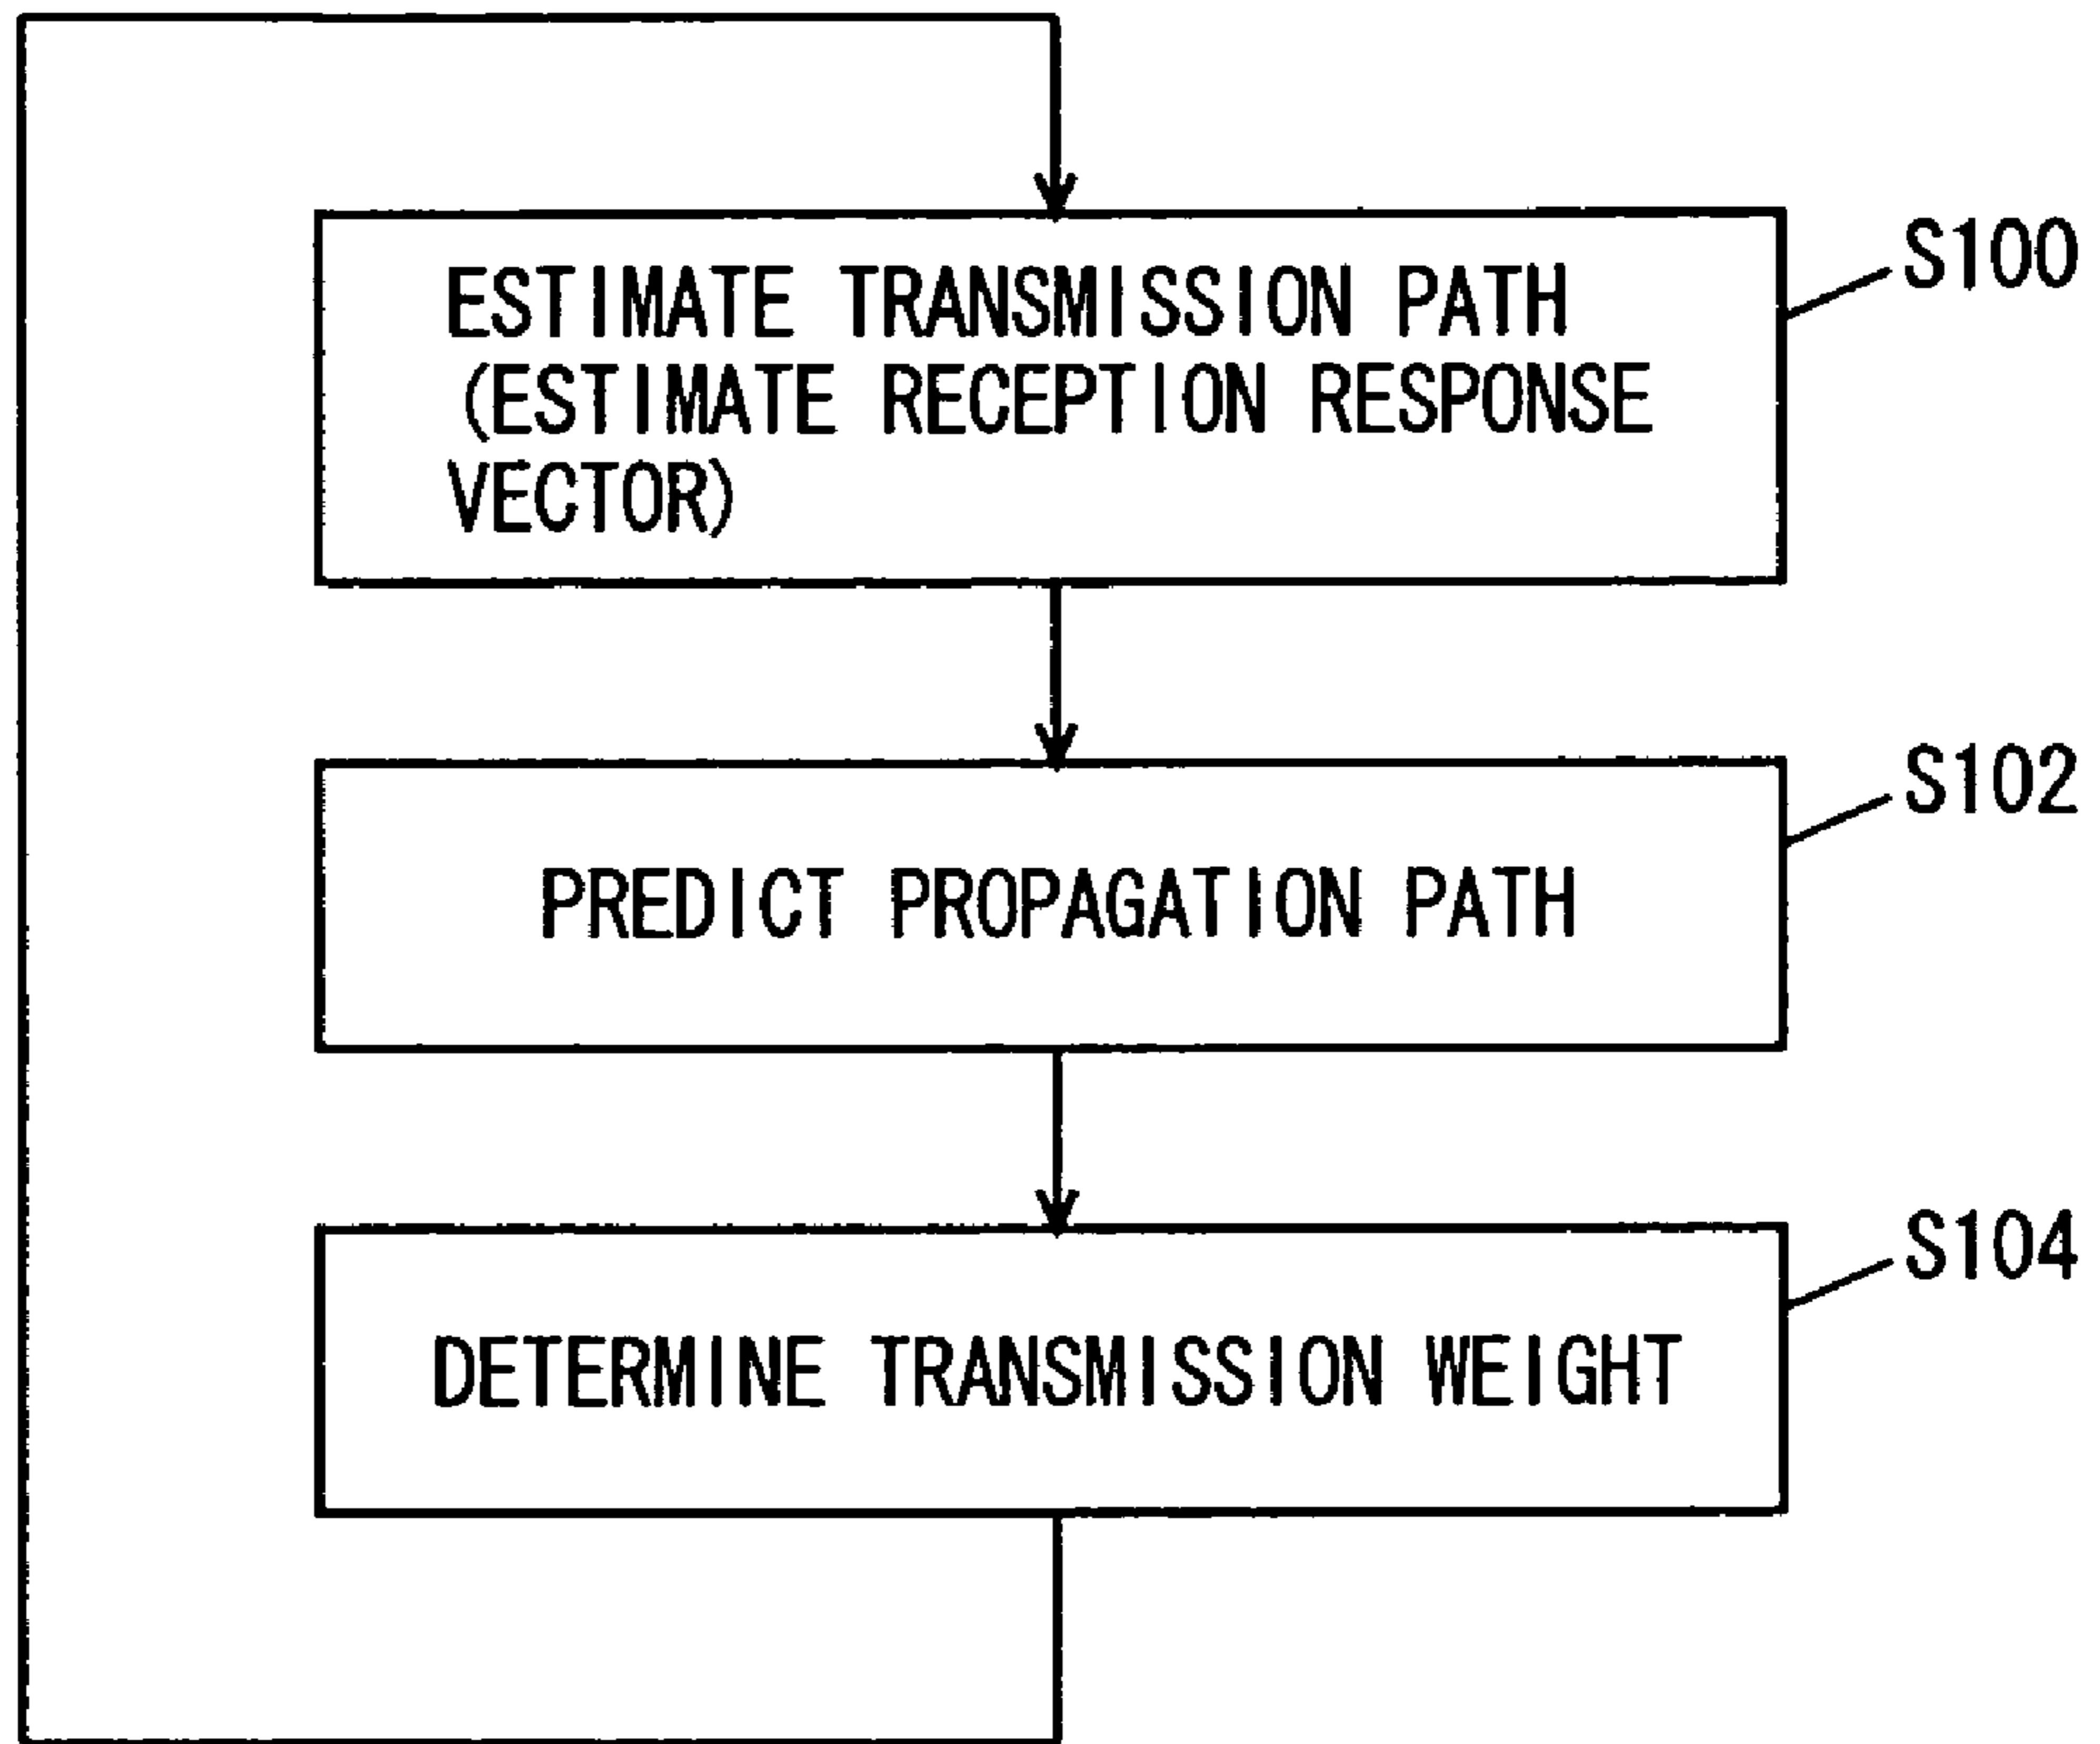 ESTIMATE TRANSMISSION PATH
(ESTIMATE RECEPTION RESPONSE
VECTOR)
S100
PREDICT PROPAGATION PATH
S102
DETERMINE TRANSMISSION WEIGHT
S104